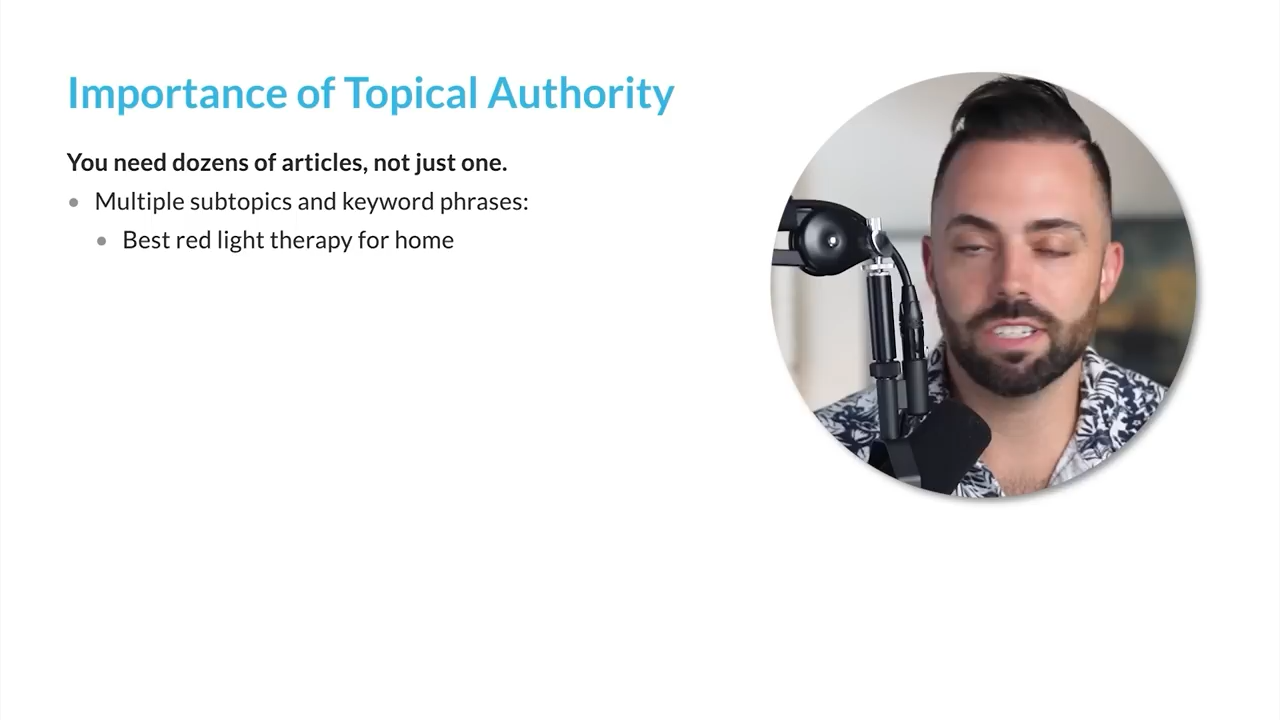 Importance of Topical Authority
You need dozens of articles, not just one.
Multiple subtopics and keyword phrases:
Best red light therapy for home